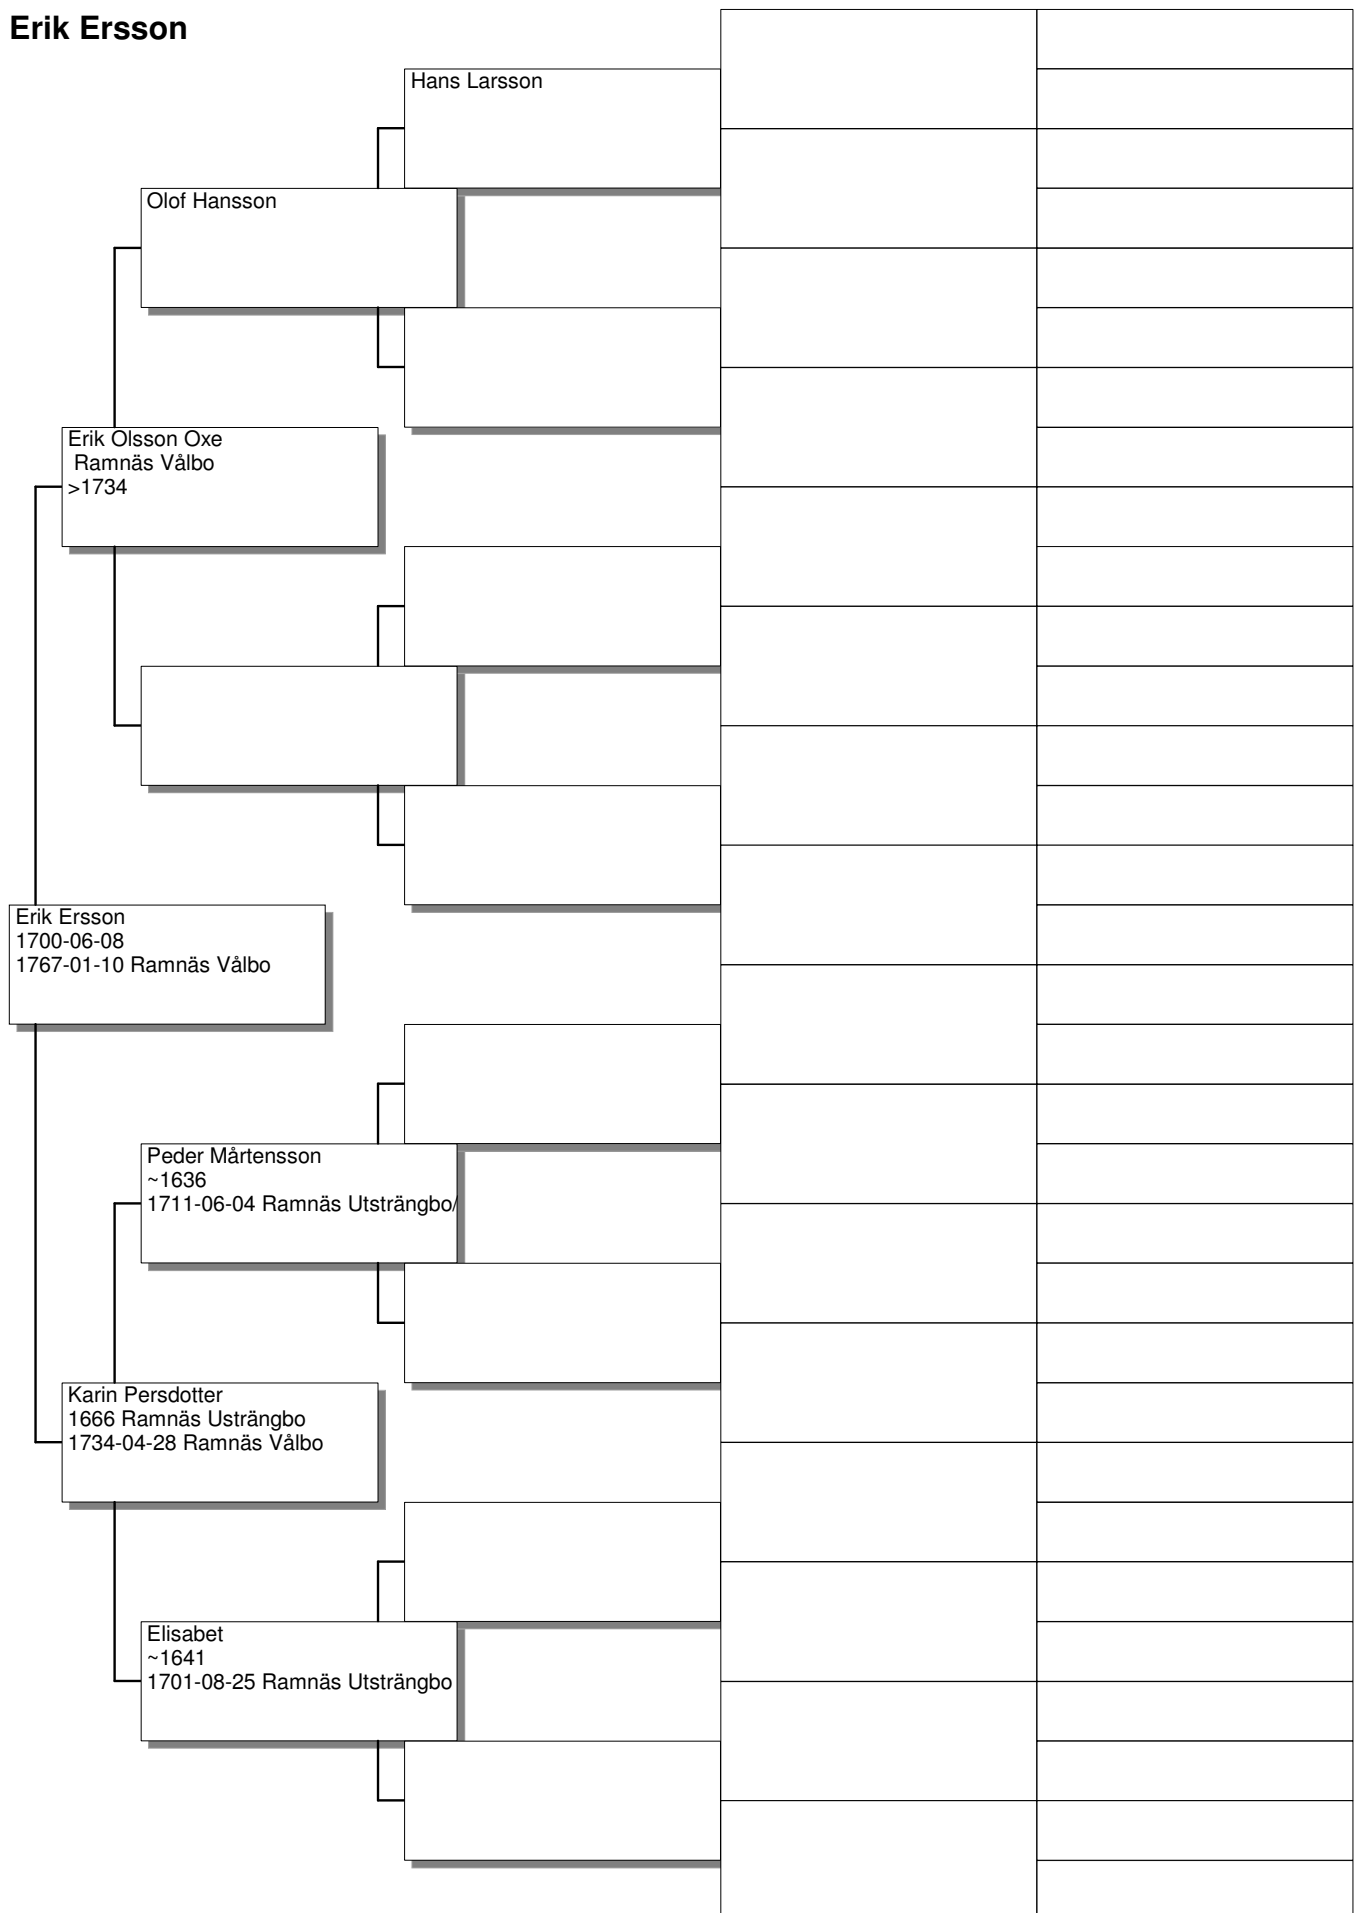 Erik Ersson
Hans Larsson
Olof Hansson
Erik Olsson Oxe
Ramnäs Vålbo
>1734
Erik Ersson
1700-06-08
1767-01-10 Ramnäs Vålbo
Peder Mårtensson
~1636
1711-06-04 Ramnäs Utsträngbo/
Karin Persdotter
1666 Ramnäs Usträngbo
1734-04-28 Ramnäs Vålbo
Elisabet
~1641
1701-08-25 Ramnäs Utsträngbo